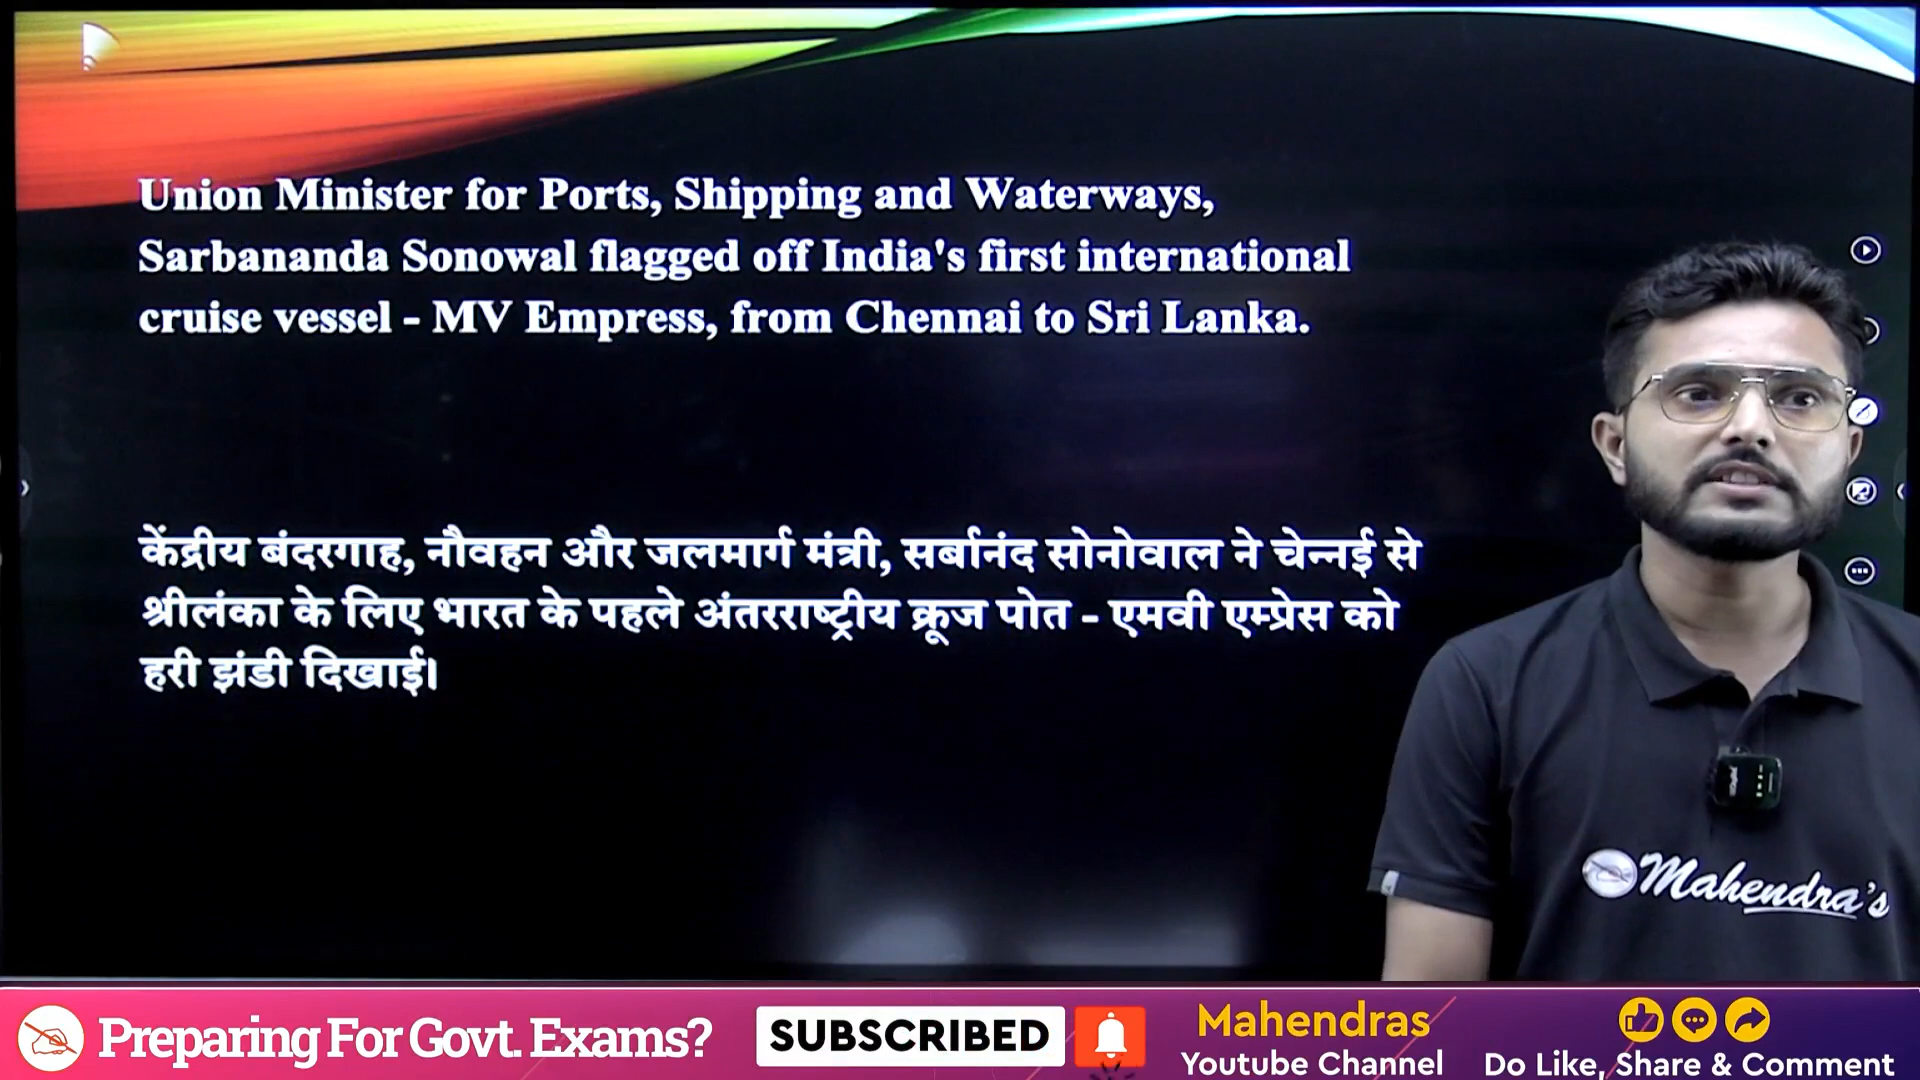 Union Minister for Ports, Shipping and Waterways,
Sarbananda Sonowal flagged off India's first international
cruise vessel - MV Empress, from Chennai to Sri Lanka.
केंद्रीय बंदरगाह, नौवहन और जलमार्ग मंत्री, सर्बानंद सोनोवाल ने चेन्नई से
श्रीलंका के लिए भारत के पहले अंतरराष्ट्रीय क्रूज पोत - एमवी एम्प्रेस को
हरी झंडी दिखाई।
Mahendra's
Preparing For Govt. Exams?
SUBSCRIBED
Mahendras
Youtube Channel
Do Like, Share & Comment